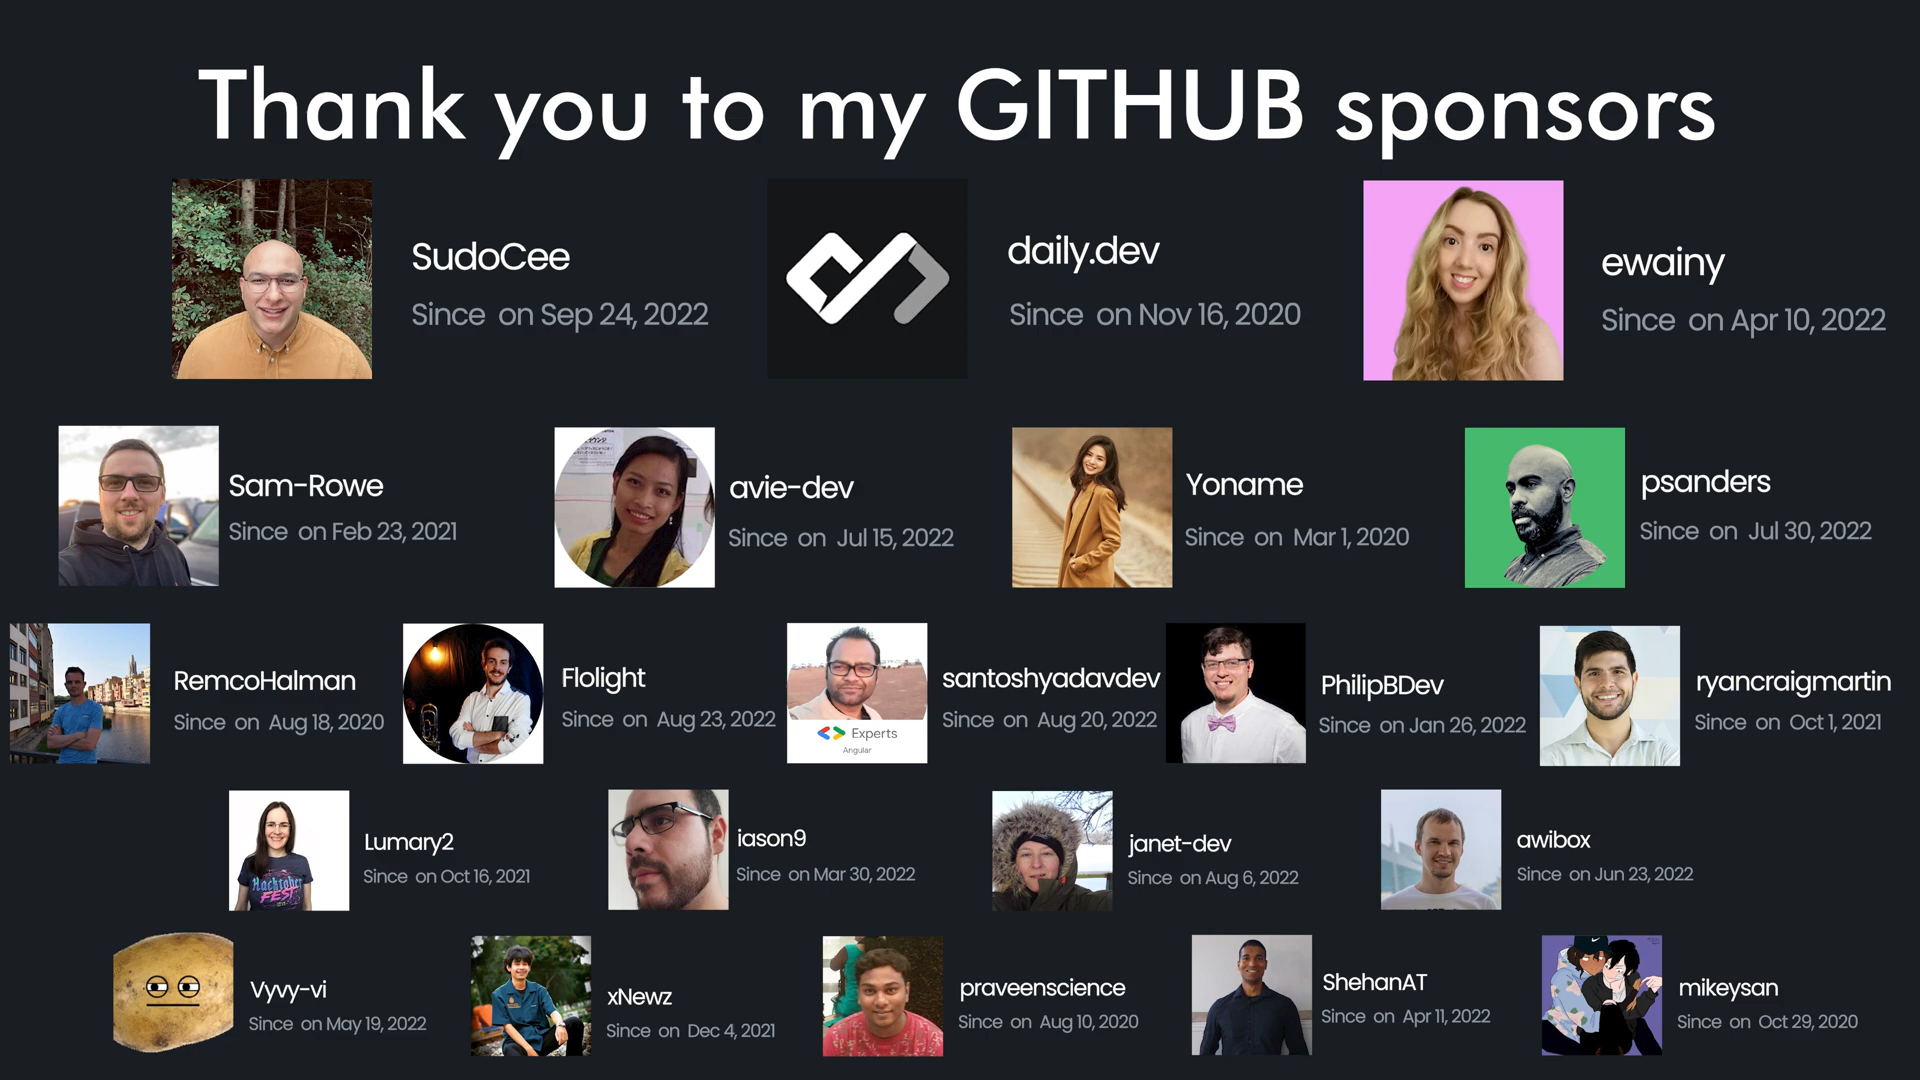 Thank you to my GITHUB sponsors
SudoCee
Since on Sep 24, 2022
daily.dev
Since on Nov 16, 2020
ewainy
Since on Apr 10, 2022
Sam-Rowe
Since on Feb 23, 2021
avie-dev
Since on Jul 15, 2022
Yoname
Since on Mar 1, 2020
psanders
Since on Jul 30, 2022
RemcoHalman
Since on Aug 18, 2020
Flolight
Since on Aug 23, 2022
Experts
Angular
santoshyadavdev
Since on Aug 20, 2022
PhilipBDev
Since on Jan 26, 2022
ryancraigmartin
Since on Oct 1, 2021
Hacktober
FEST
Lumary2
Since on Oct 16, 2021
iason9
Since on Mar 30, 2022
janet-dev
Since on Aug 6, 2022
awibox
Since on Jun 23, 2022
Vyvy-vi
Since on May 19, 2022
xNewz
Since on Dec 4, 2021
praveenscience
Since on Aug 10, 2020
ShehanAT
Since on Apr 11, 2022
mikeysan
Since on Oct 29, 2020